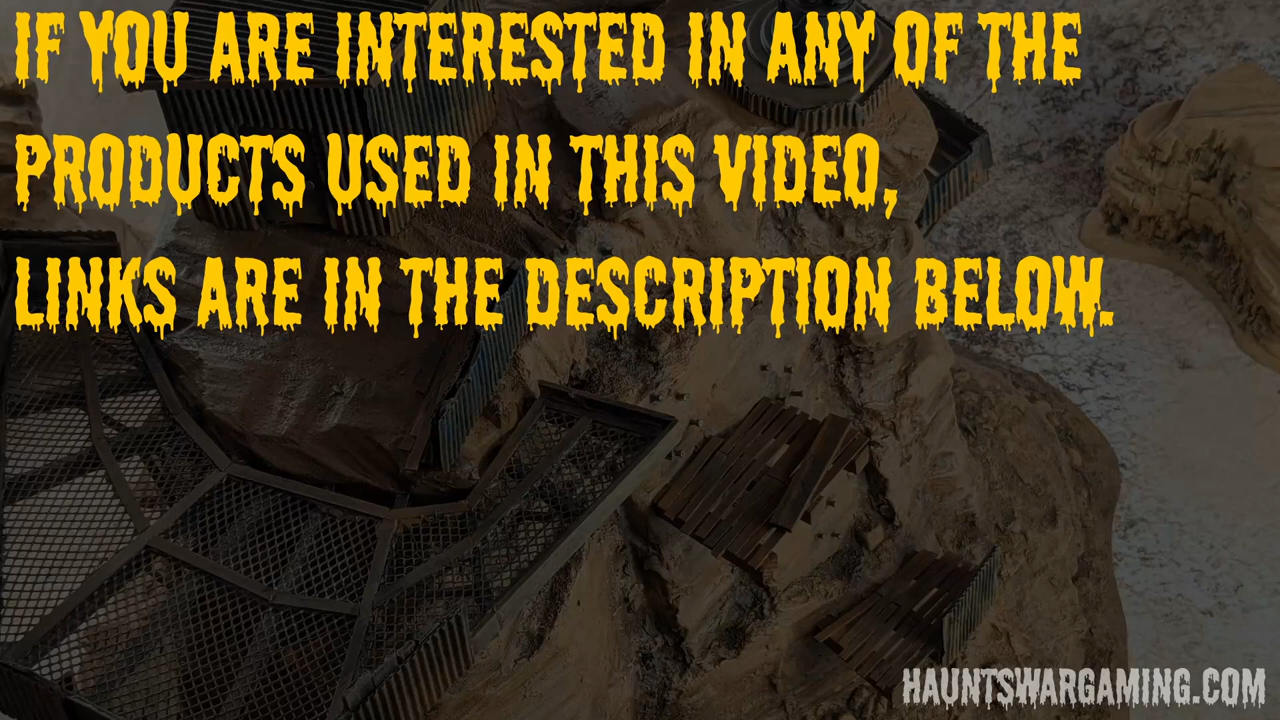 IF YOU ARE INTERESTED IN ANY OF THE
PRODUCTS USED IN THIS VIDEO,
LINKS ARE IN THE DESCRIPTION BELOW.
HAUNTSWARGAMING.COM